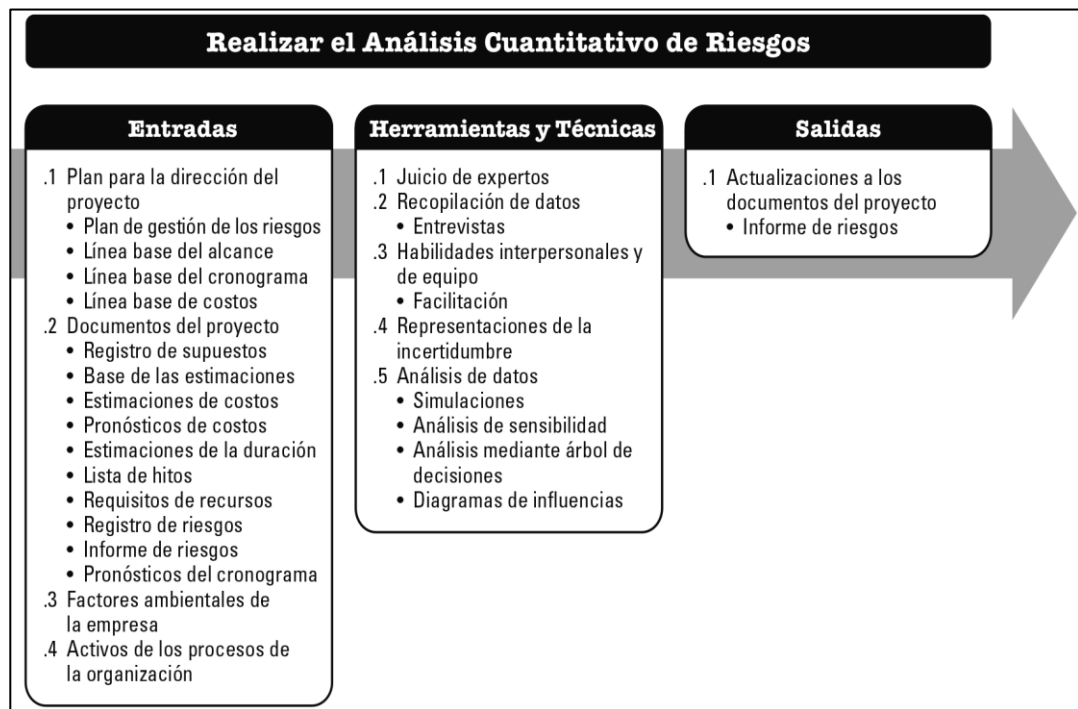 Realizar el Análisis Cuantitativo de Riesgos
Entradas
.1 Plan para la dirección del
proyecto
• Plan de gestión de los riesgos
• Línea base del alcance
• Línea base del cronograma
• Línea base de costos
.2 Documentos del proyecto
• Registro de supuestos
• Base de las estimaciones
• Estimaciones de costos
• Pronósticos de costos
• Estimaciones de la duración
• Lista de hitos
• Requisitos de recursos
• Registro de riesgos
• Informe de riesgos
• Pronósticos del cronograma
.3 Factores ambientales de
la empresa
.4 Activos de los procesos de
la organización
Herramientas y Técnicas
.1 Juicio de expertos
.2 Recopilación de datos
• Entrevistas
.3 Habilidades interpersonales y
de equipo
• Facilitación
.4 Representaciones de la
incertidumbre
.5 Análisis de datos
• Simulaciones
• Análisis de sensibilidad
• Análisis mediante árbol de
decisiones
• Diagramas de influencias
Salidas
.1 Actualizaciones a los
documentos del proyecto
• Informe de riesgos